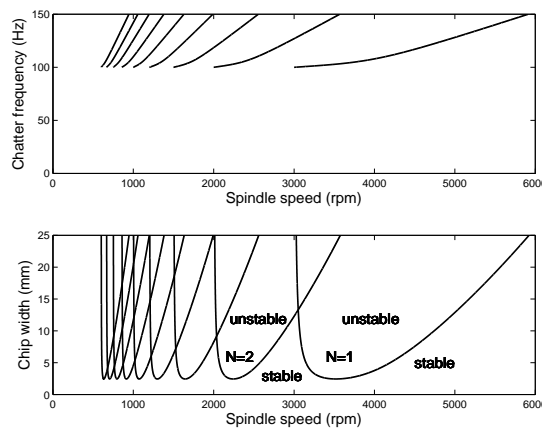 150
100
50
0
Chatter frequency (Hz)
0 1000 2000 3000 4000 5000 6000
Spindle speed (rpm)
25
20
15
10
5
0
Chip width (mm)
unstable unstable
N=2 N=1
stable stable
0 1000 2000 3000 4000 5000 6000
Spindle speed (rpm)